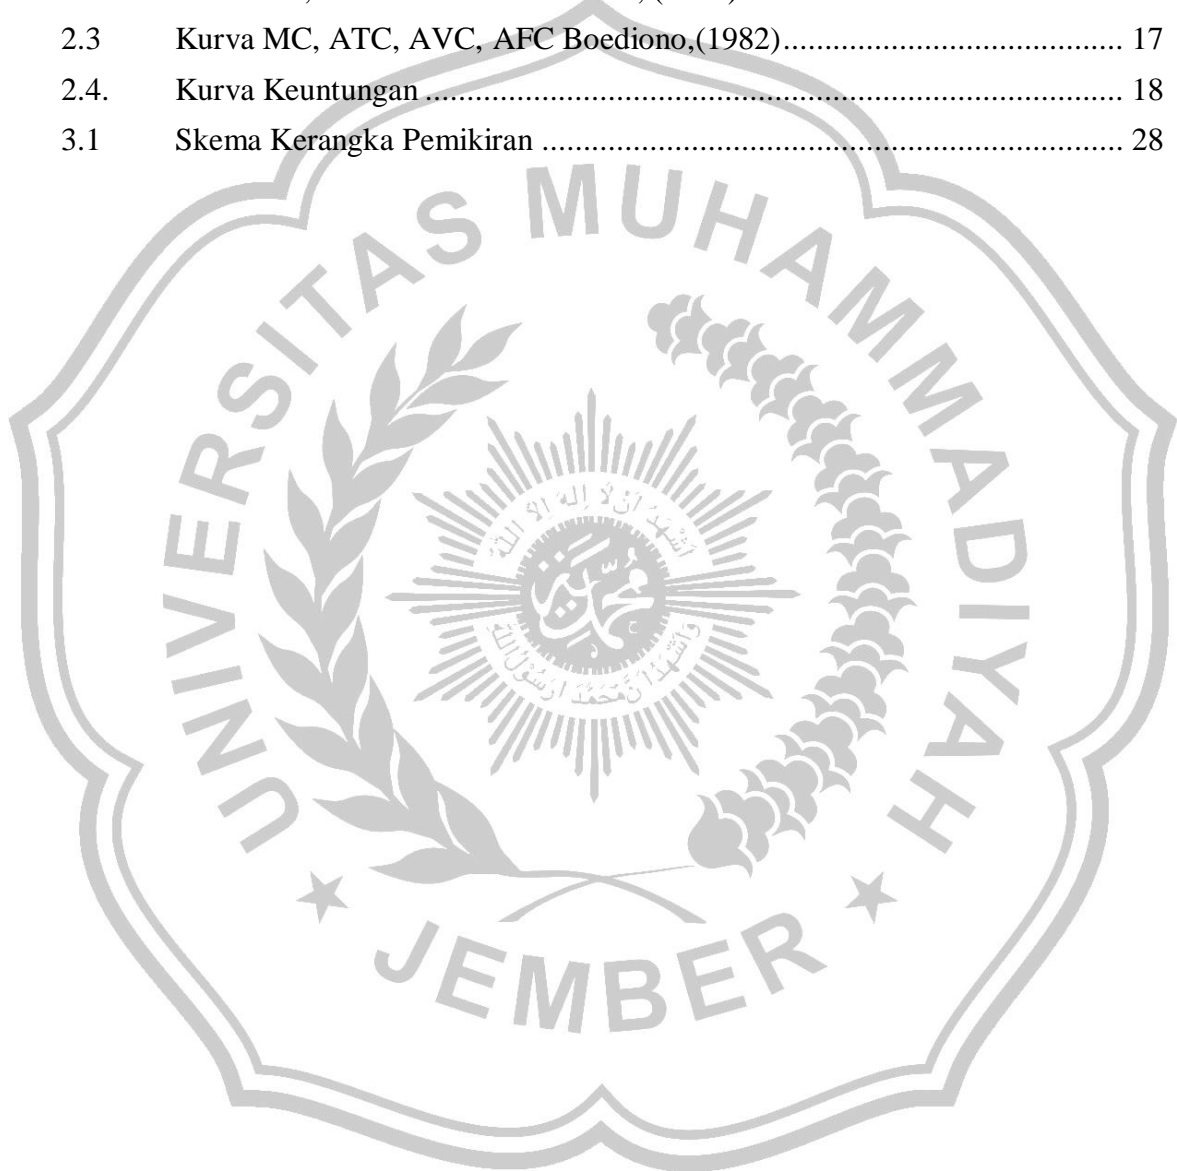 2.3 Kurva MC, ATC, AVC, AFC Boediono,(1982)......................................... 17
2.4. Kurva Keuntungan ..................................................................................... 18
3.1 Skema Kerangka Pemikiran ....................................................................... 28
UNIVERSITAS MUHAMMADIYAH
JEMBER